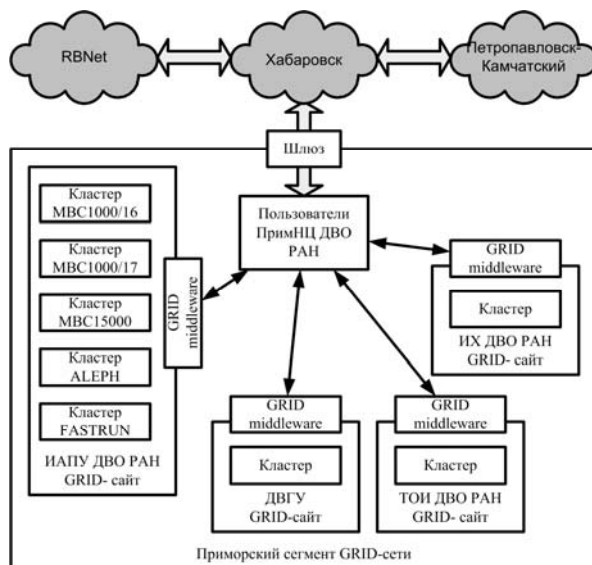 RBNet
Хабаровск
Петропавловск-
Камчатский
Шлюз
Пользователи
ПримНЦ ДВО
РАН
Кластер
МВС1000/16
Кластер
МВС1000/17
Кластер
МВС15000
Кластер
ALEPH
Кластер
FASTRUN
ИАПУ ДВО РАН
GRID- сайт
GRID
middleware
GRID
middleware
Кластер
ИХ ДВО РАН
GRID- сайт
GRID
middleware
Кластер
ДВГУ
GRID-сайт
GRID
middleware
Кластер
ТОИ ДВО РАН
GRID- сайт
Приморский сегмент GRID-сети